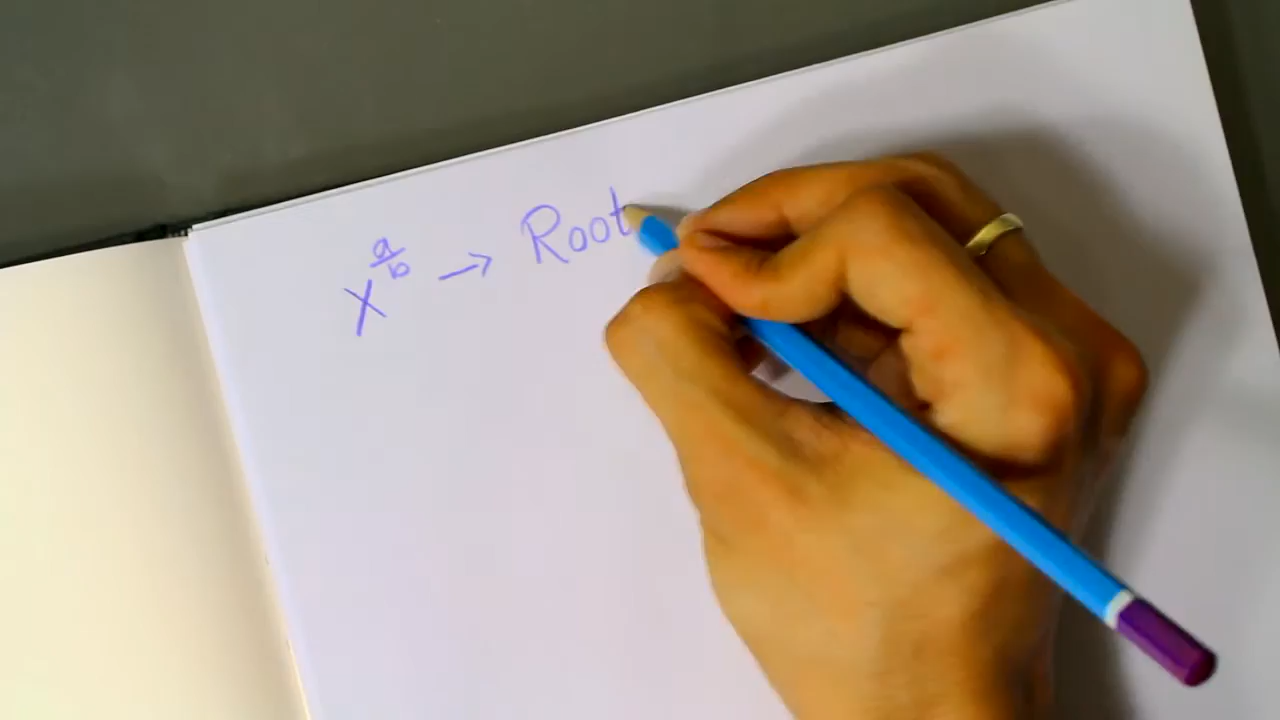 x^{a/b} → Root